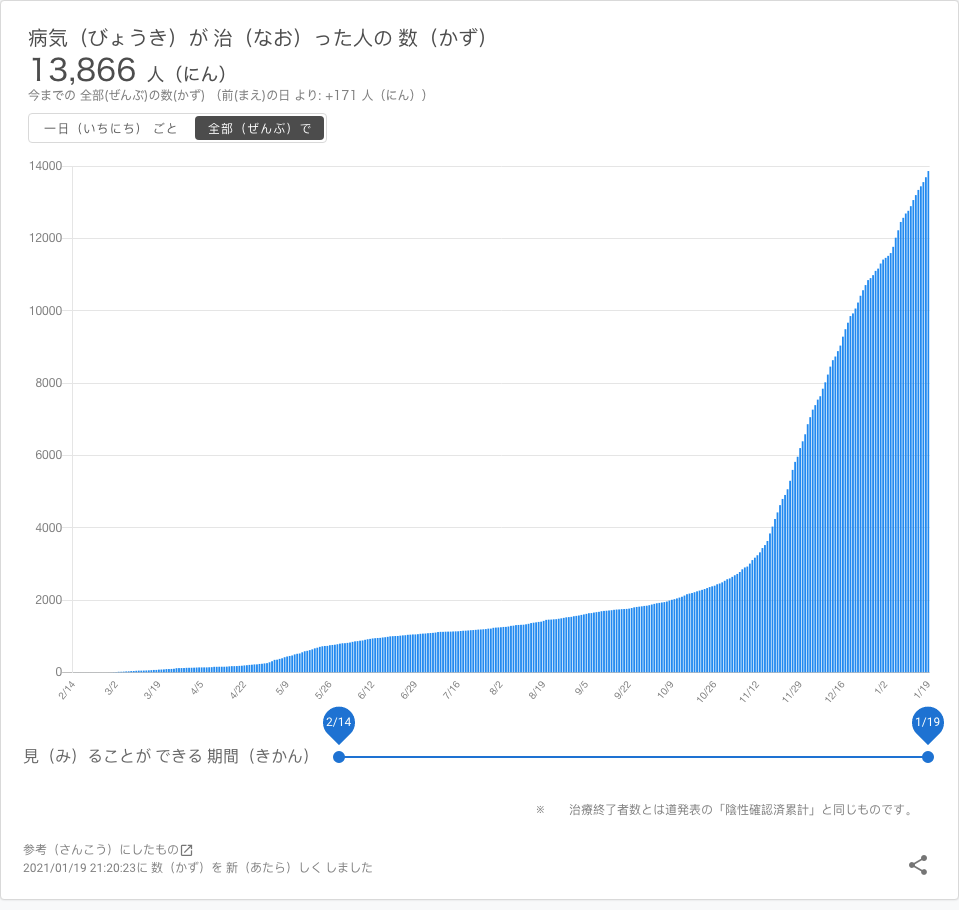 病気（びょうき）が 治（なお）った人の 数（かず）
13,866 人（にん）
今までの 全部(ぜんぶ)の数(かず) （前(まえ)の日 より: +171 人（にん））
一日（いちにち） ごと 全部（ぜんぶ）で
14000
12000
10000
8000
6000
4000
2000
0
2/14 3/2 3/19 4/5 4/22 5/9 5/26 6/12 6/29 7/16 8/2 8/19 9/5 9/22 10/9 10/26 11/12 11/29 12/16 1/2 1/19
2/14 1/19
見（み）ることが できる 期間（きかん）
※ 治療終了者数とは道発表の「陰性確認済累計」と同じものです。
参考（さんこう）にしたもの
2021/01/19 21:20:23に 数（かず）を 新（あたら）しく しました